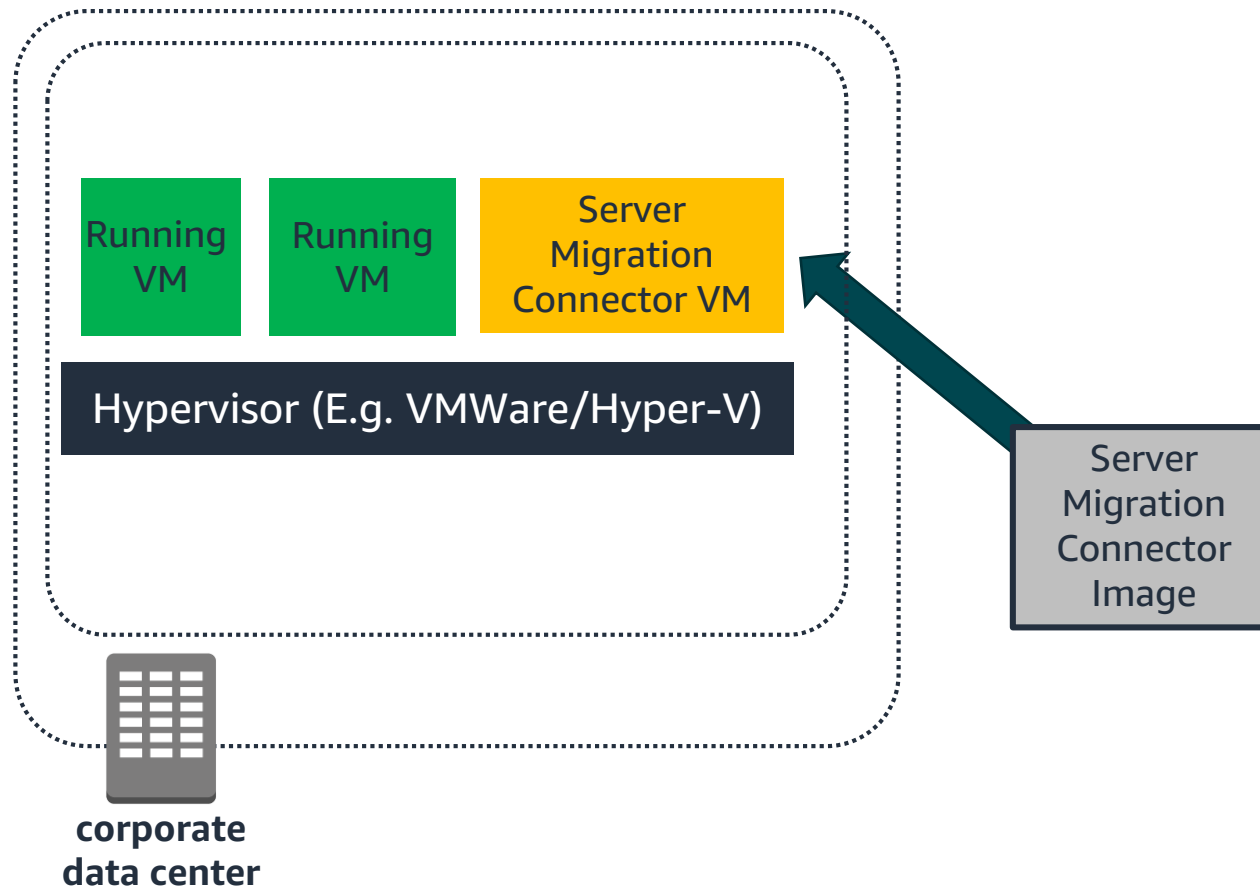 Running
VM
Running
VM
Server
Migration
Connector VM
Hypervisor (E.g. VMWare/Hyper-V)
Server
Migration
Connector
Image
corporate
data center